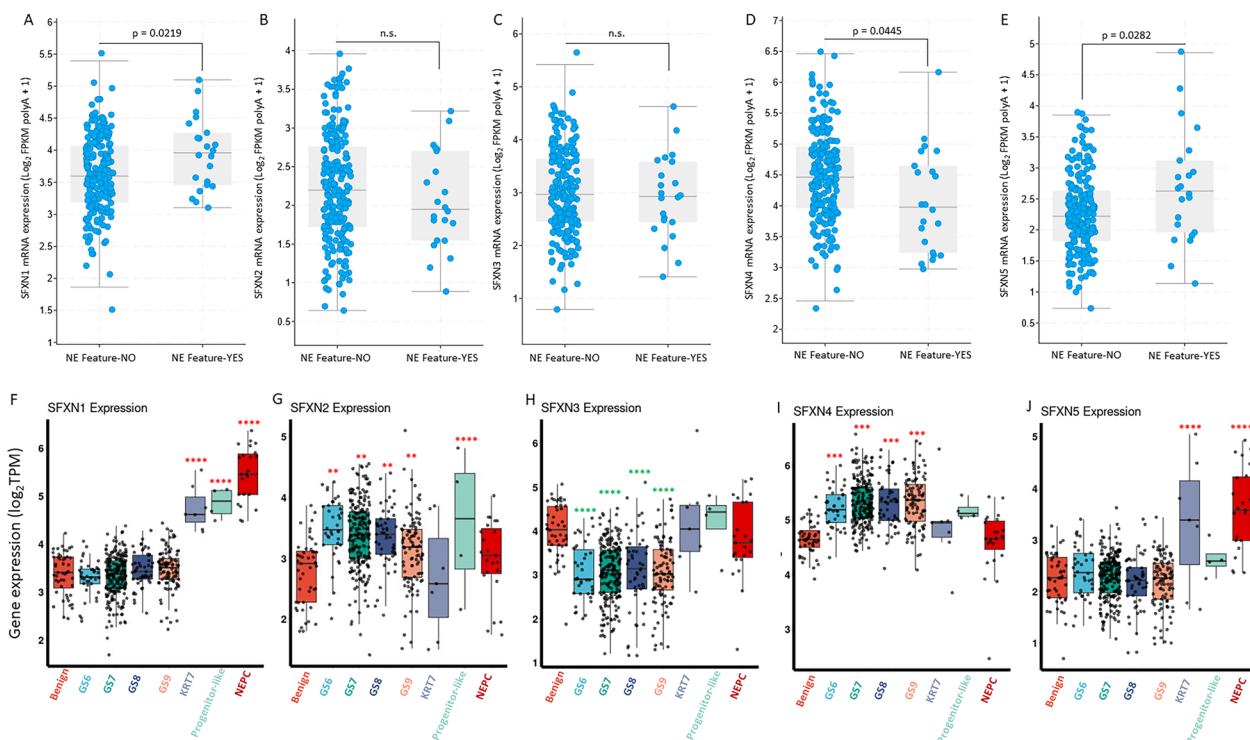 A
SFXN1 mRNA expression (Log2 FPKM polyA + 1)
6
5.5
5
4.5
4
3.5
3
2.5
2
1.5
1
p = 0.0219
NE Feature-NO NE Feature-YES
B
SFXN2 mRNA expression (Log2 FPKM polyA + 1)
4
3.5
3
2.5
2
1.5
1
0.5
n.s.
NE Feature-NO NE Feature-YES
C
SFXN3 mRNA expression (Log2 FPKM polyA + 1)
6
5
4
3
2
1
n.s.
NE Feature-NO NE Feature-YES
D
SFXN4 mRNA expression (Log2 FPKM polyA + 1)
7
6.5
6
5.5
5
4.5
4
3.5
3
2.5
2
p = 0.0445
NE Feature-NO NE Feature-YES
E
SFXN5 mRNA expression (Log2 FPKM polyA + 1)
5
4.5
4
3.5
3
2.5
2
1.5
1
0.5
p = 0.0282
NE Feature-NO NE Feature-YES
Gene expression (log2TPM)
F
SFXN1 Expression
6
5
4
3
2
**** **** ****
Benign GS6 GS7 GS8 GS9 KRT7 Progenitor-like NEPC
G
SFXN2 Expression
5
4
3
2
** ** ** ** ****
Benign GS6 GS7 GS8 GS9 KRT7 Progenitor-like NEPC
H
SFXN3 Expression
6
5
4
3
2
1
**** **** **** ****
Benign GS6 GS7 GS8 GS9 KRT7 Progenitor-like NEPC
I
SFXN4 Expression
6
5
4
3
*** *** *** ***
Benign GS6 GS7 GS8 GS9 KRT7 Progenitor-like NEPC
J
SFXN5 Expression
5
4
3
2
1
**** ****
Benign GS6 GS7 GS8 GS9 KRT7 Progenitor-like NEPC